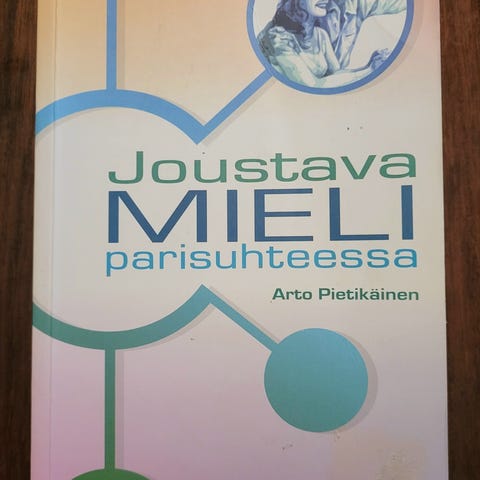 Joustava
MIELI
parisuhteessa
Arto Pietikäinen